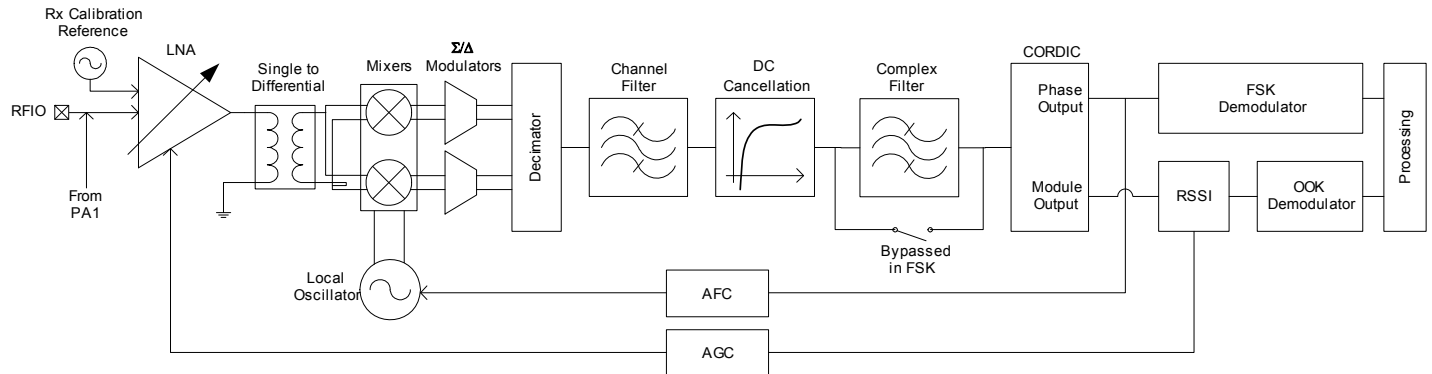 Rx Calibration
Reference
LNA
RFIO
From
PA1
Single to
Differential
Mixers
Σ/Δ
Modulators
Local
Oscillator
Decimator
Channel
Filter
DC
Cancellation
Complex
Filter
Bypassed
in FSK
CORDIC
Phase
Output
Module
Output
FSK
Demodulator
RSSI
OOK
Demodulator
Processing
AFC
AGC